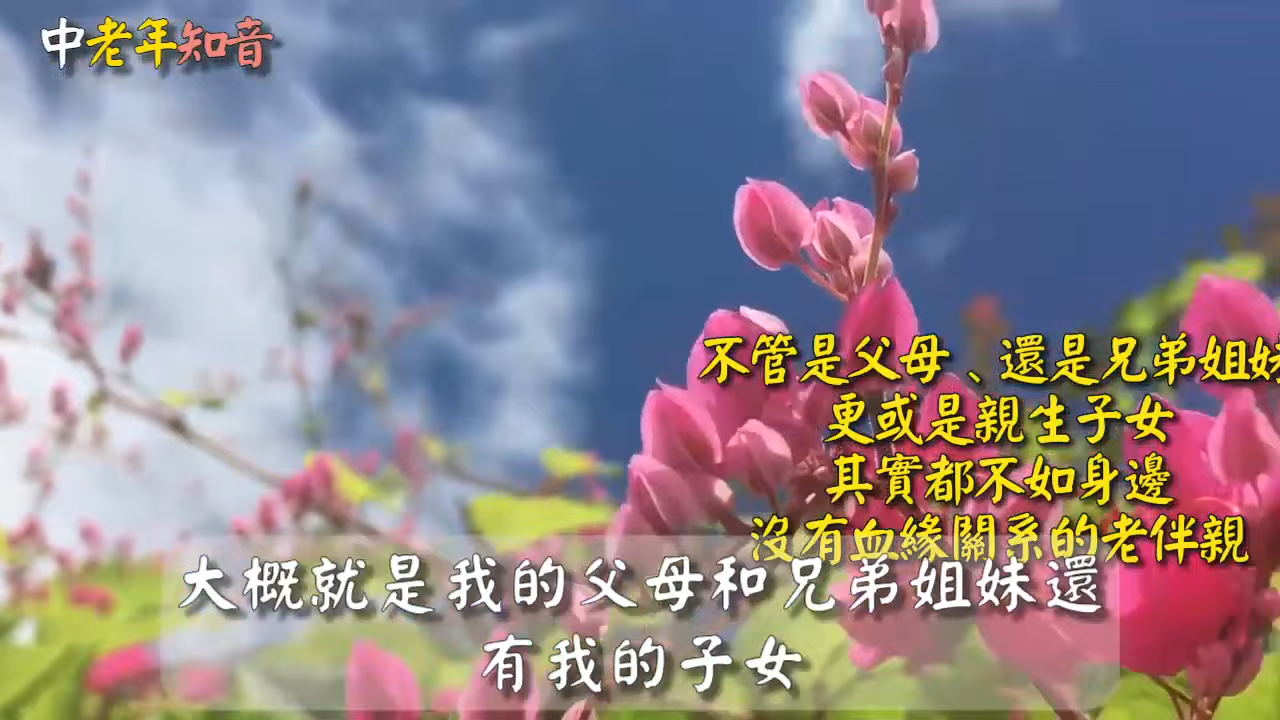 中老年知音
不管是父母、還是兄弟姐妹
更或是親生子女
其實都不如身邊
沒有血緣關系的老伴親
大概就是我的父母和兄弟姐妹還
有我的子女